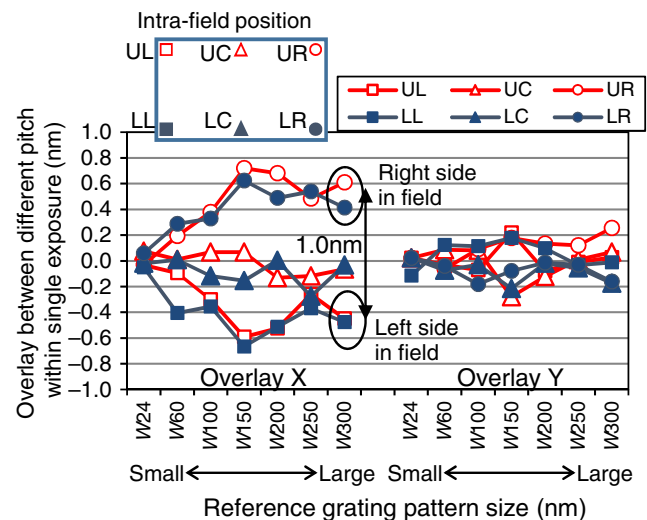 Intra-field position
UL UC UR
LL LC LR
UL UC UR
LL LC LR
Overlay between different pitch
within single exposure (nm)
1.0
0.8
0.6
0.4
0.2
0.0
−0.2
−0.4
−0.6
−0.8
−1.0
Right side
in field
1.0nm
Left side
in field
Overlay X
Overlay Y
W24 W60 W100 W150 W200 W250 W300
W24 W60 W100 W150 W200 W250 W300
Small Large Small Large
Reference grating pattern size (nm)